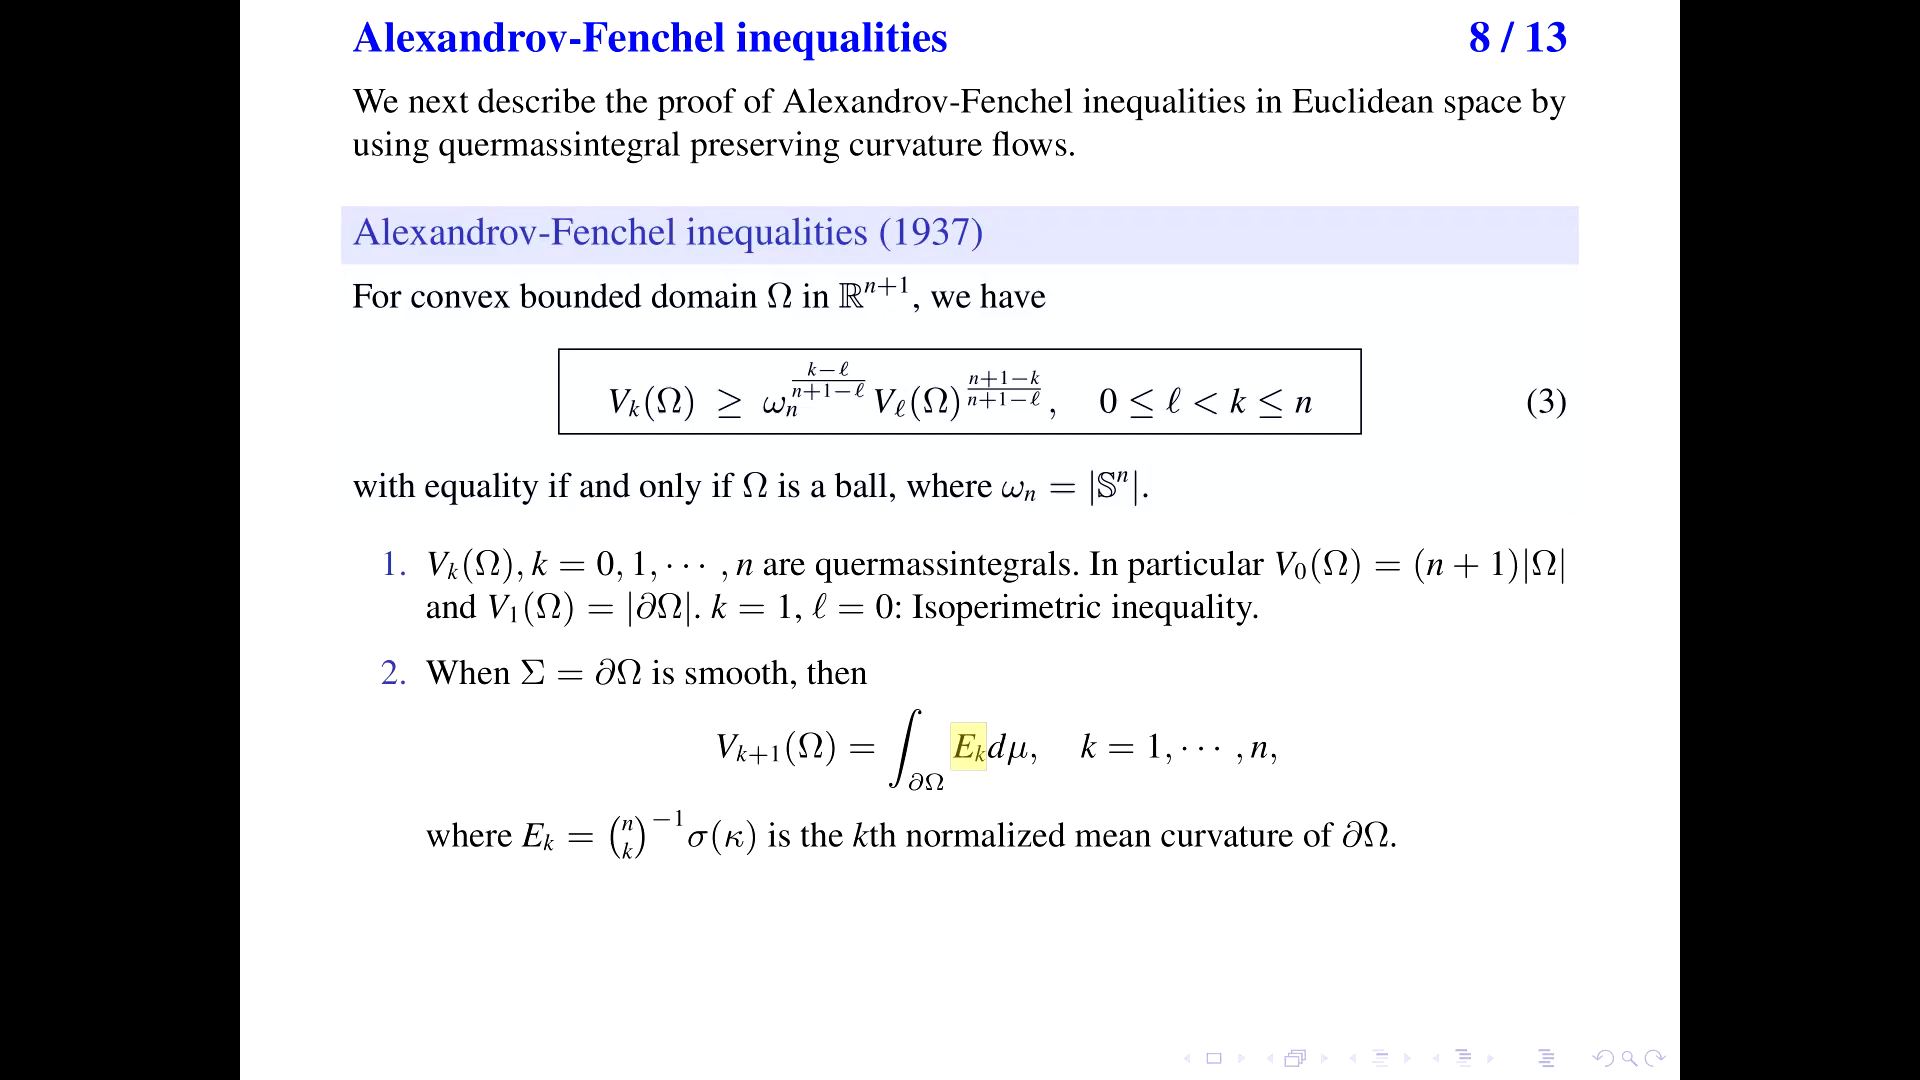 Alexandrov-Fenchel inequalities 8 / 13
We next describe the proof of Alexandrov-Fenchel inequalities in Euclidean space by
using quermassintegral preserving curvature flows.
Alexandrov-Fenchel inequalities (1937)
For convex bounded domain Ω in ℝ^{n+1}, we have
V_k(Ω) ≥ ω_n^{\frac{k−ℓ}{n+1−ℓ}} V_ℓ(Ω)^{\frac{n+1−k}{n+1−ℓ}}, 0 ≤ ℓ < k ≤ n (3)
with equality if and only if Ω is a ball, where ω_n = |𝕊^n|.
1. V_k(Ω), k = 0, 1, ⋯ , n are quermassintegrals. In particular V_0(Ω) = (n + 1)|Ω|
and V_1(Ω) = |∂Ω|. k = 1, ℓ = 0: Isoperimetric inequality.
2. When Σ = ∂Ω is smooth, then
V_{k+1}(Ω) = ∫_{∂Ω} E_k dμ, k = 1, ⋯ , n,
where E_k = \binom{n}{k}^{−1} σ(κ) is the kth normalized mean curvature of ∂Ω.